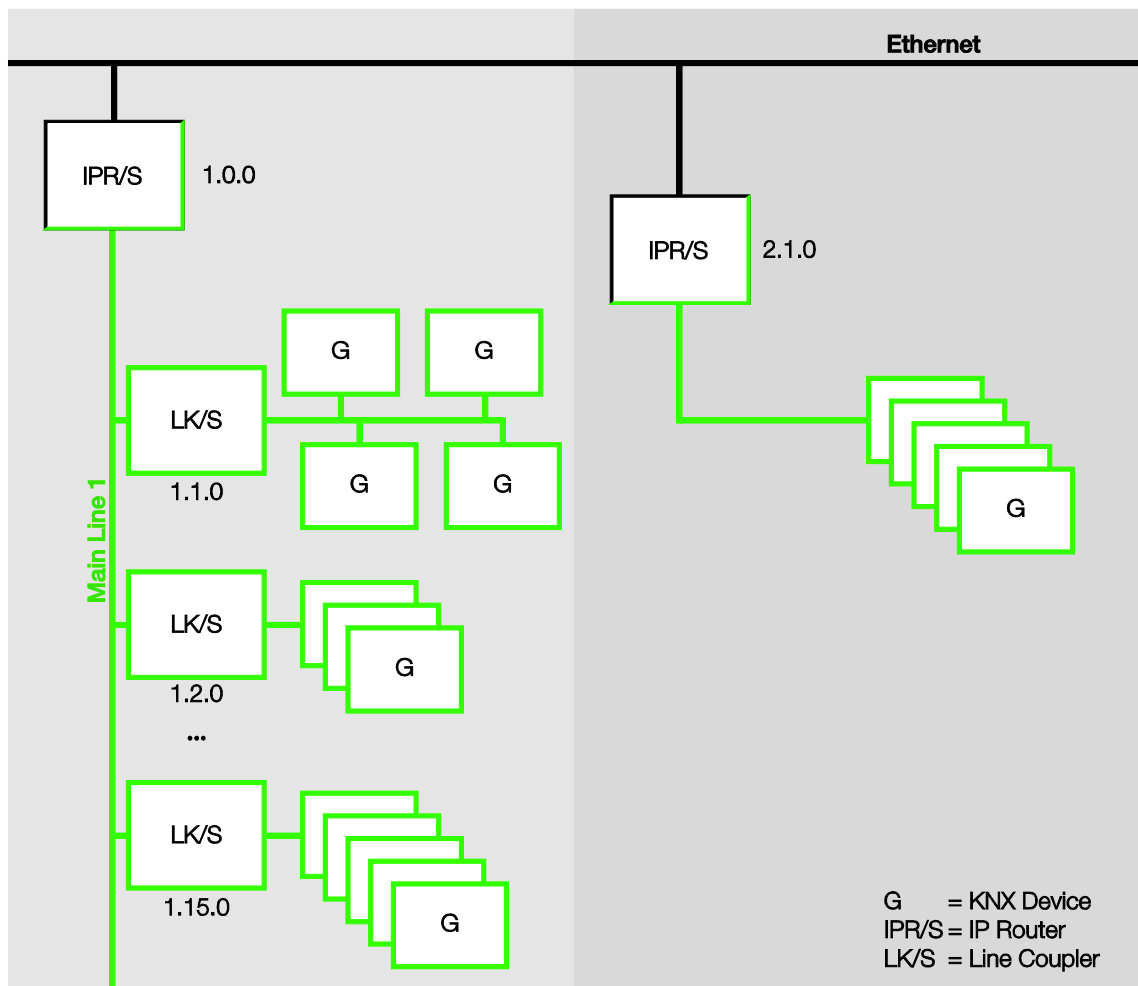 Ethernet
IPR/S
1.0.0
IPR/S
2.1.0
G
G
LK/S
1.1.0
G
G
Main Line 1
G
LK/S
1.2.0
G
...
LK/S
1.15.0
G
G = KNX Device
IPR/S = IP Router
LK/S = Line Coupler